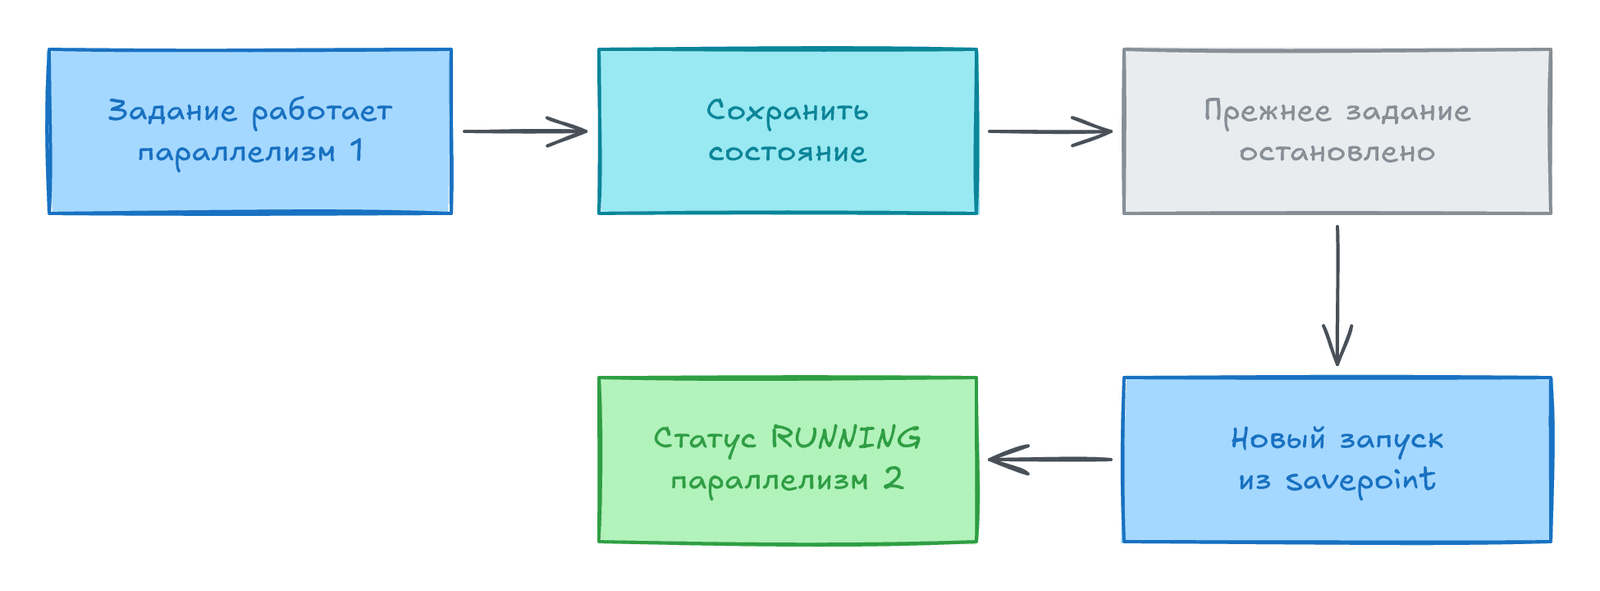 Задание работает
параллелизм 1
Сохранить
состояние
Прежнее задание
остановлено
Новый запуск
из savepoint
Статус RUNNING
параллелизм 2